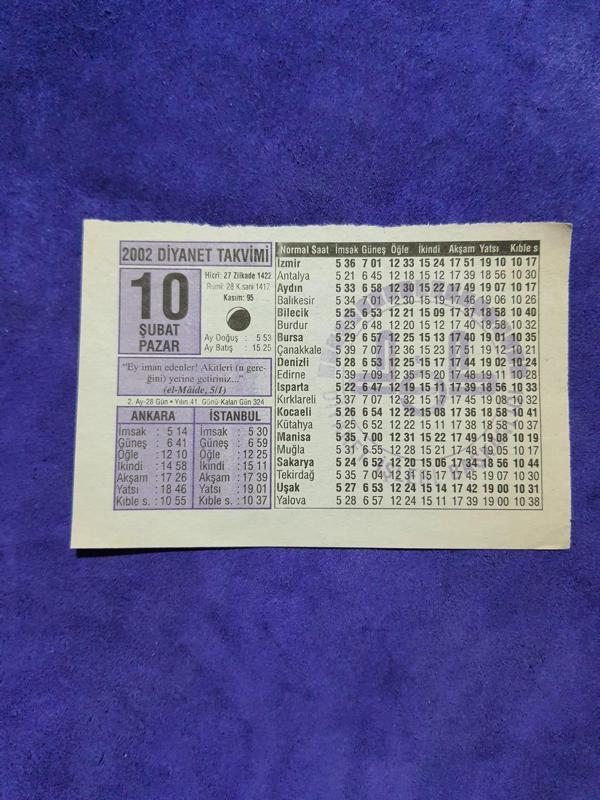 2002 DİYANET TAKVİMİ
10
ŞUBAT
PAZAR
Hicri: 27 Zilkade 1422
Rumi: 28 K.sani 1417
Kasım: 95
Ay Doğuş : 5 53
Ay Batış : 15 25
"Ey iman edenler! Akitleri (n gere-
ğini) yerine getiriniz..."
(el-Mâide, 5/1)
2. Ay-28 Gün • Yılın 41. Günü-Kalan Gün 324
ANKARA
İmsak : 5 14
Güneş : 6 41
Öğle : 12 10
İkindi : 14 58
Akşam : 17 26
Yatsı : 18 46
Kıble s. : 10 55
İSTANBUL
İmsak : 5 30
Güneş : 6 59
Öğle : 12 25
İkindi : 15 11
Akşam : 17 39
Yatsı : 19 01
Kıble s. : 10 38
Normal Saat İmsak Güneş Öğle İkindi Akşam Yatsı Kıble s
İzmir 5 36 7 01 12 33 15 24 17 51 19 10 10 17
Antalya 5 21 6 45 12 18 15 12 17 39 18 56 10 30
Aydın 5 33 6 58 12 30 15 22 17 49 19 07 10 17
Balıkesir 5 34 7 01 12 30 15 19 17 46 19 06 10 26
Bilecik 5 25 6 53 12 21 15 09 17 37 18 58 10 40
Burdur 5 23 6 48 12 20 15 12 17 40 18 58 10 32
Bursa 5 29 6 57 12 25 15 13 17 40 19 01 10 35
Çanakkale 5 39 7 07 12 36 15 23 17 51 19 12 10 21
Denizli 5 28 6 53 12 25 15 17 17 44 19 02 10 24
Edirne 5 39 7 09 12 35 15 20 17 48 19 11 10 28
Isparta 5 22 6 47 12 19 15 11 17 39 18 56 10 33
Kırklareli 5 37 7 07 12 32 15 17 17 45 19 08 10 31
Kocaeli 5 26 6 54 12 22 15 08 17 36 18 58 10 41
Kütahya 5 25 6 52 12 21 15 11 17 38 18 58 10 36
Manisa 5 35 7 00 12 31 15 22 17 49 19 08 10 19
Muğla 5 31 6 55 12 28 15 21 17 48 19 05 10 17
Sakarya 5 24 6 52 12 20 15 06 17 34 18 56 10 44
Tekirdağ 5 35 7 04 12 30 15 16 17 45 19 07 10 30
Uşak 5 27 6 53 12 24 15 14 17 42 19 00 10 31
Yalova 5 28 6 57 12 24 15 11 17 39 19 00 10 38